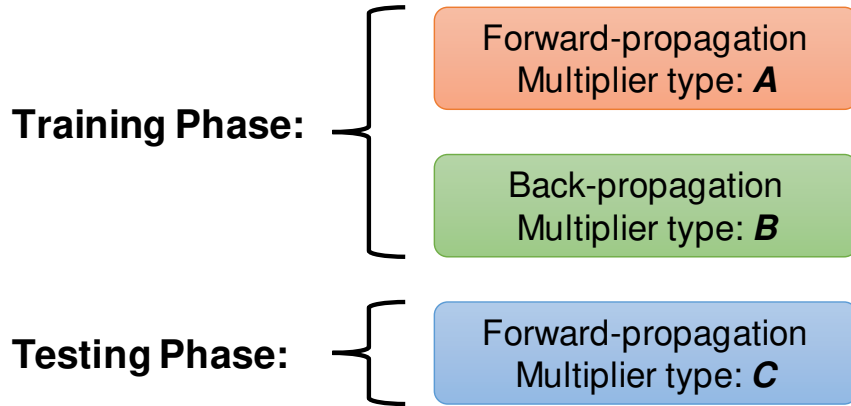 Training Phase:
Forward-propagation
Multiplier type: A
Back-propagation
Multiplier type: B
Testing Phase:
Forward-propagation
Multiplier type: C